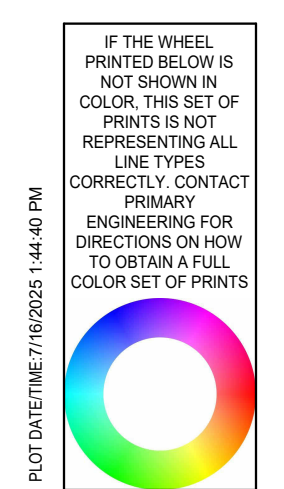 IF THE WHEEL
PRINTED BELOW IS
NOT SHOWN IN
COLOR, THIS SET OF
PRINTS IS NOT
REPRESENTING ALL
LINE TYPES
CORRECTLY. CONTACT
PRIMARY
ENGINEERING FOR
DIRECTIONS ON HOW
TO OBTAIN A FULL
COLOR SET OF PRINTS
PLOT DATE/TIME:7/16/2025 1:44:40 PM